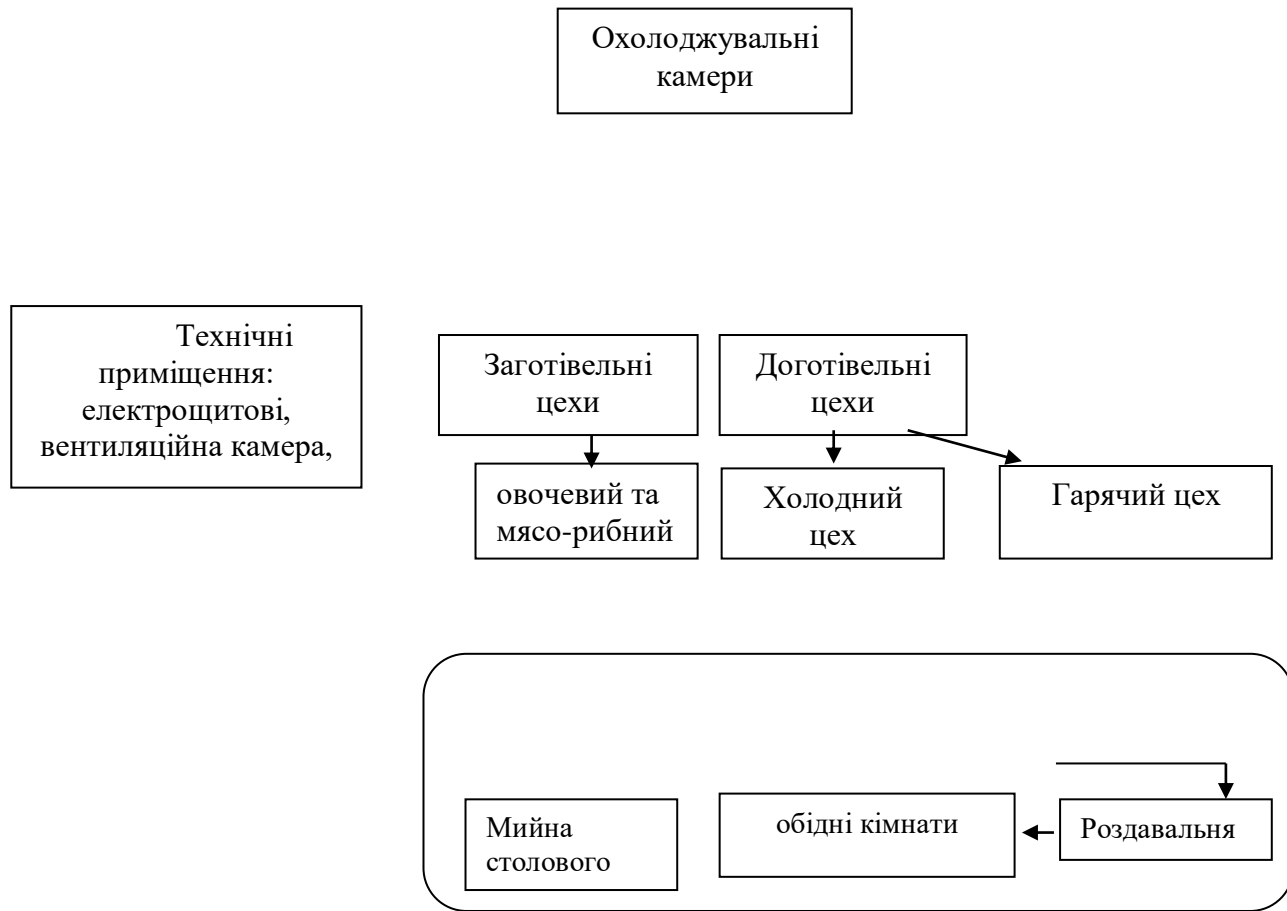 Охолоджувальні
камери
Технічні
приміщення:
електрощитові,
вентиляційна камера,
Заготівельні
цехи
Доготівельні
цехи
овочевий та
мясо-рибний
Холодний
цех
Гарячий цех
Мийна
столового
обідні кімнати
Роздавальня